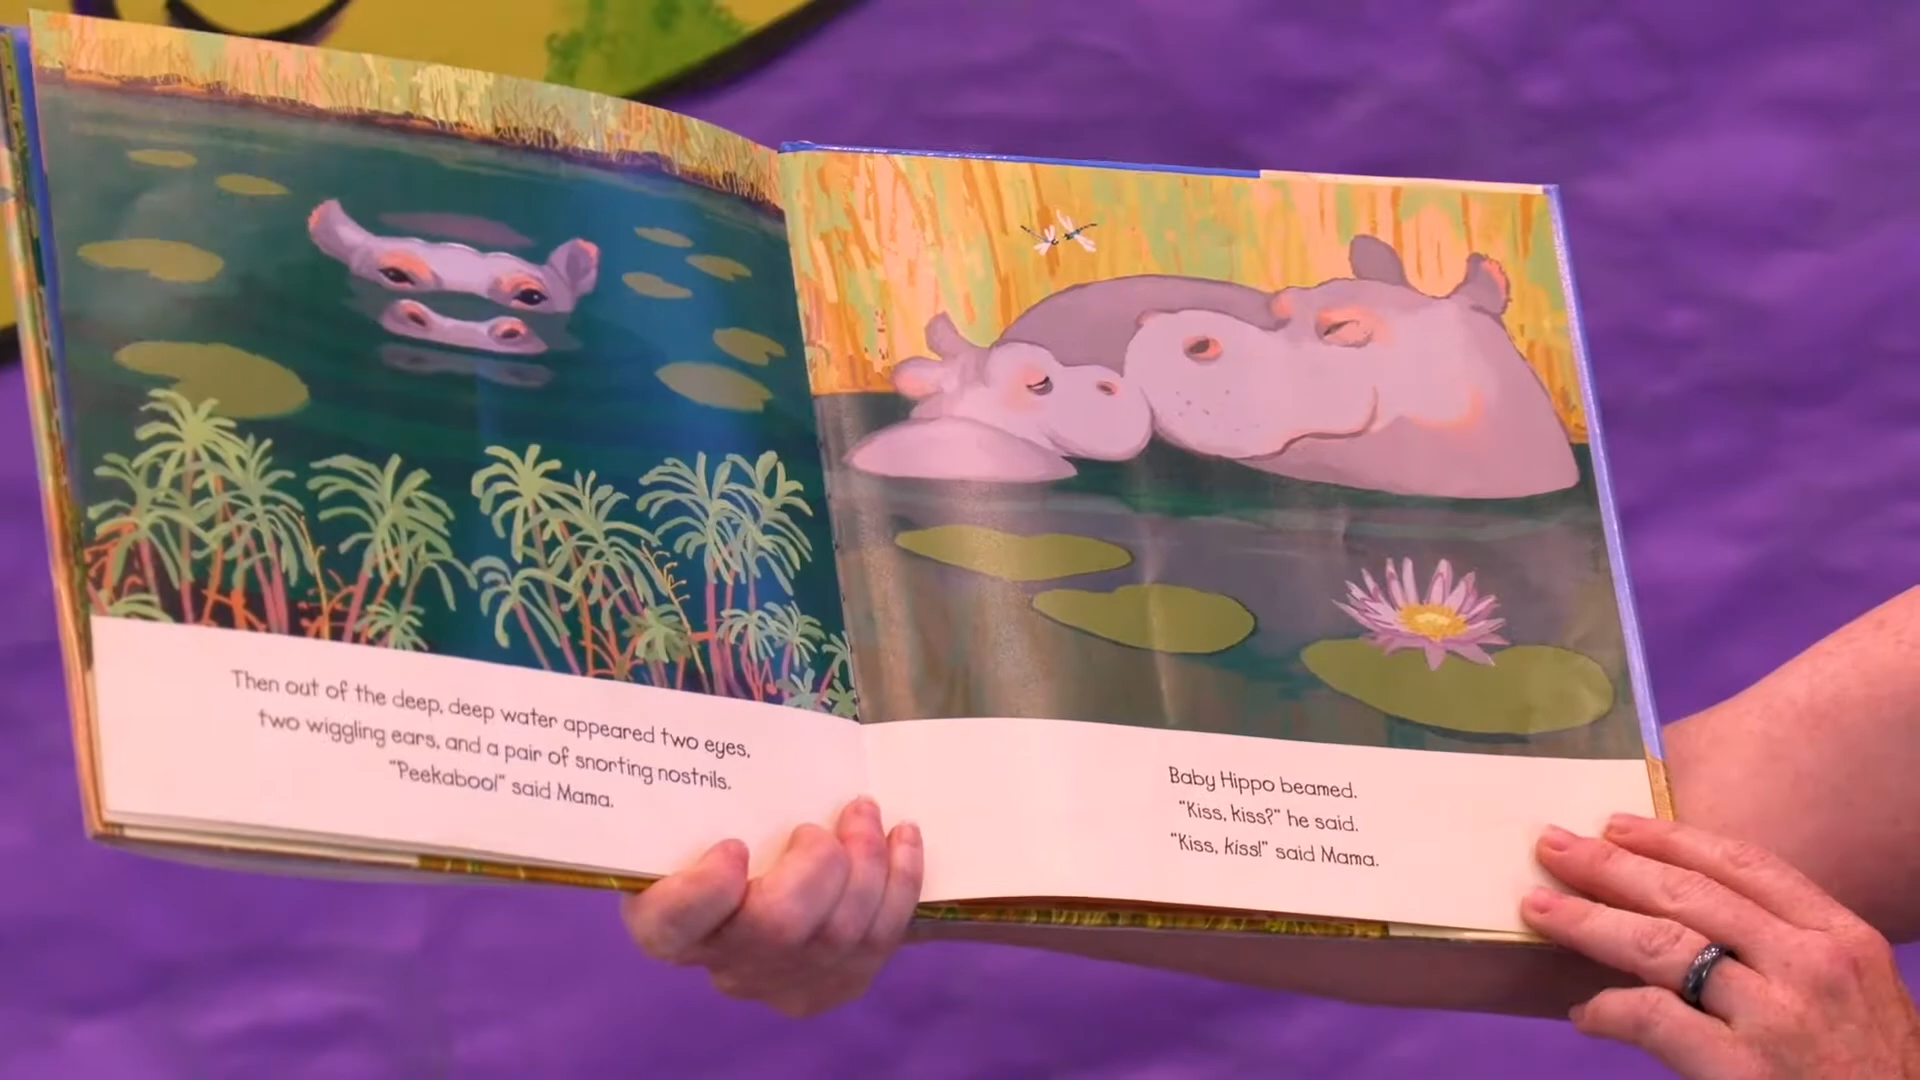 Then out of the deep, deep water appeared two eyes,
two wiggling ears, and a pair of snorting nostrils.
"Peekaboo!" said Mama.
Baby Hippo beamed.
"Kiss, kiss?" he said.
"Kiss, kiss!" said Mama.